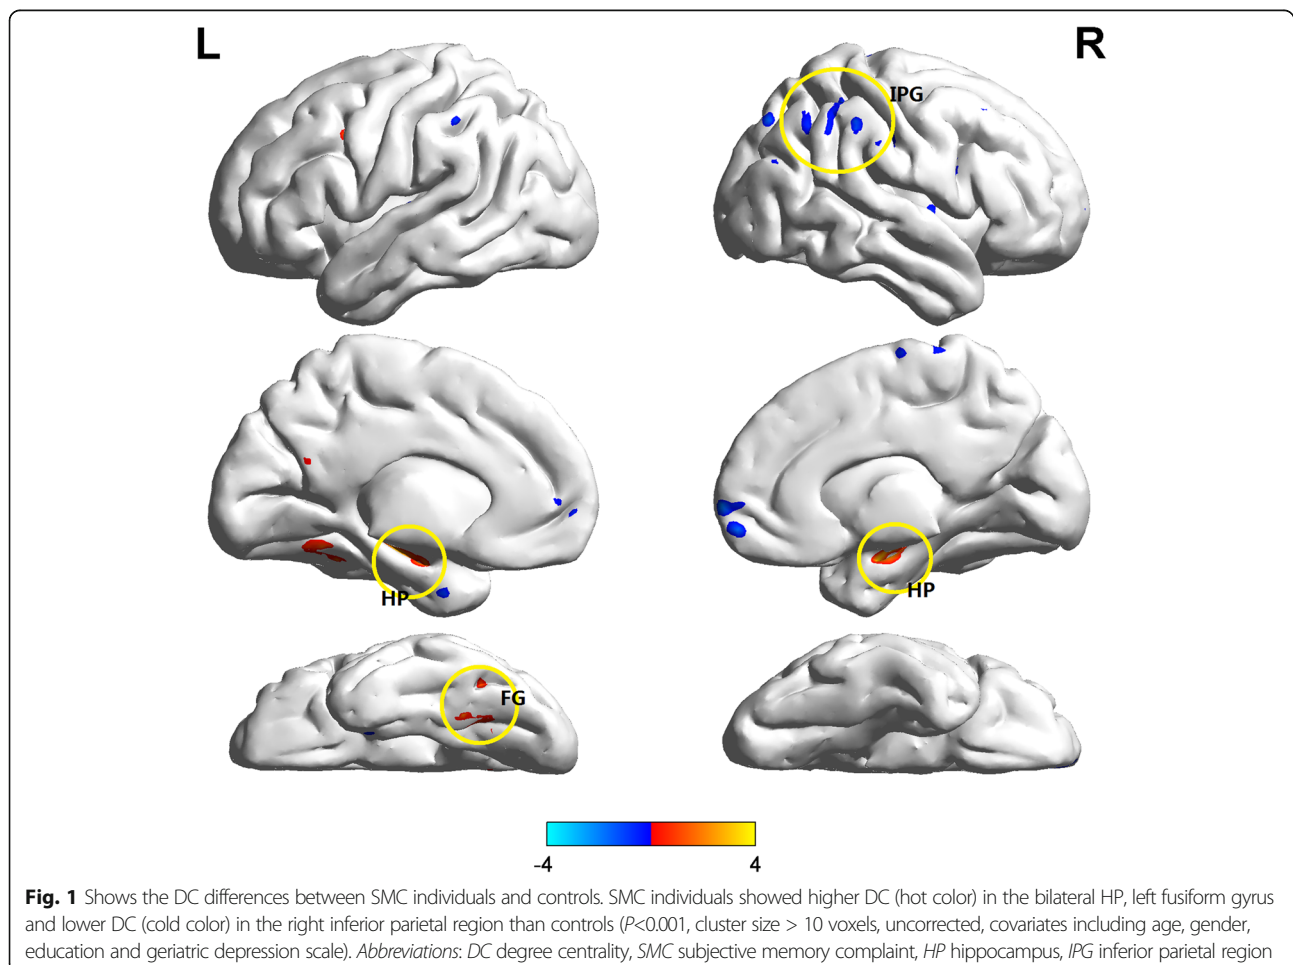 L
R
IPG
HP
HP
FG
-4
4
Fig. 1 Shows the DC differences between SMC individuals and controls. SMC individuals showed higher DC (hot color) in the bilateral HP, left fusiform gyrus
and lower DC (cold color) in the right inferior parietal region than controls (P<0.001, cluster size > 10 voxels, uncorrected, covariates including age, gender,
education and geriatric depression scale). Abbreviations: DC degree centrality, SMC subjective memory complaint, HP hippocampus, IPG inferior parietal region